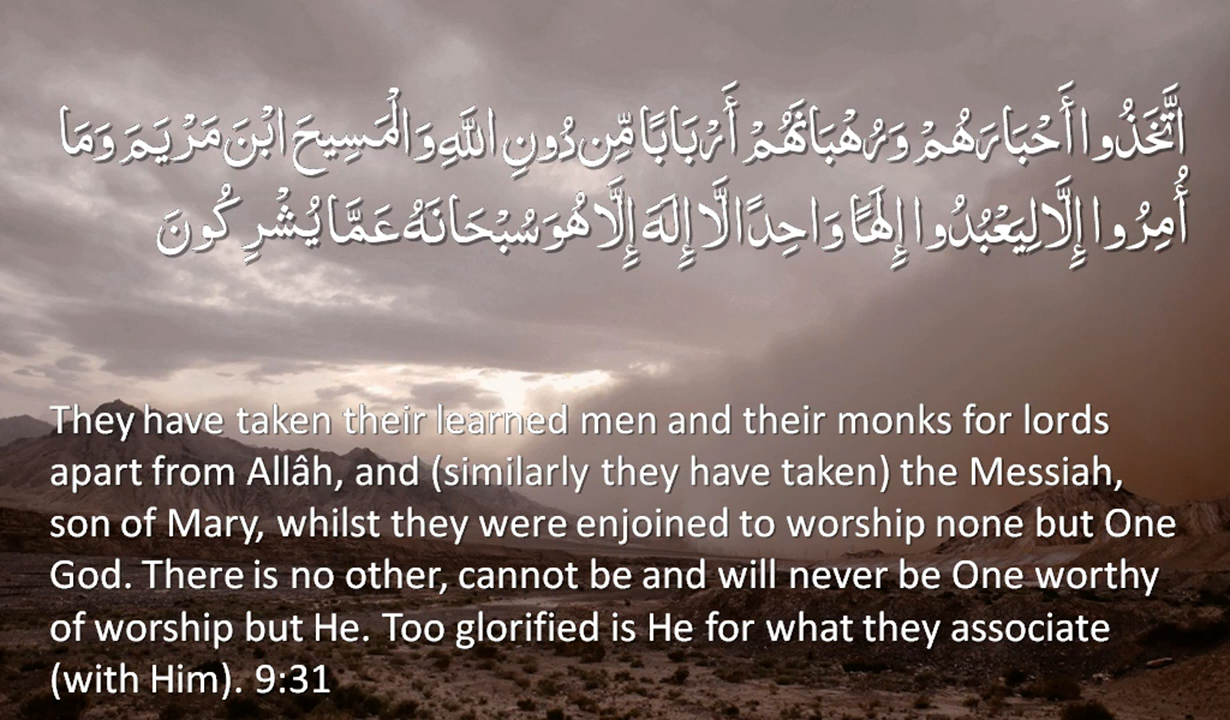 اتَّخَذُوا أَحْبَارَهُمْ وَرُهْبَانَهُمْ أَرْبَابًا مِّن دُونِ اللَّهِ وَالْمَسِيحَ ابْنَ مَرْيَمَ وَمَا
أُمِرُوا إِلَّا لِيَعْبُدُوا إِلَهًا وَاحِدًا لَّا إِلَهَ إِلَّا هُوَ سُبْحَانَهُ عَمَّا يُشْرِكُونَ
They have taken their learned men and their monks for lords
apart from Allâh, and (similarly they have taken) the Messiah,
son of Mary, whilst they were enjoined to worship none but One
God. There is no other, cannot be and will never be One worthy
of worship but He. Too glorified is He for what they associate
(with Him). 9:31